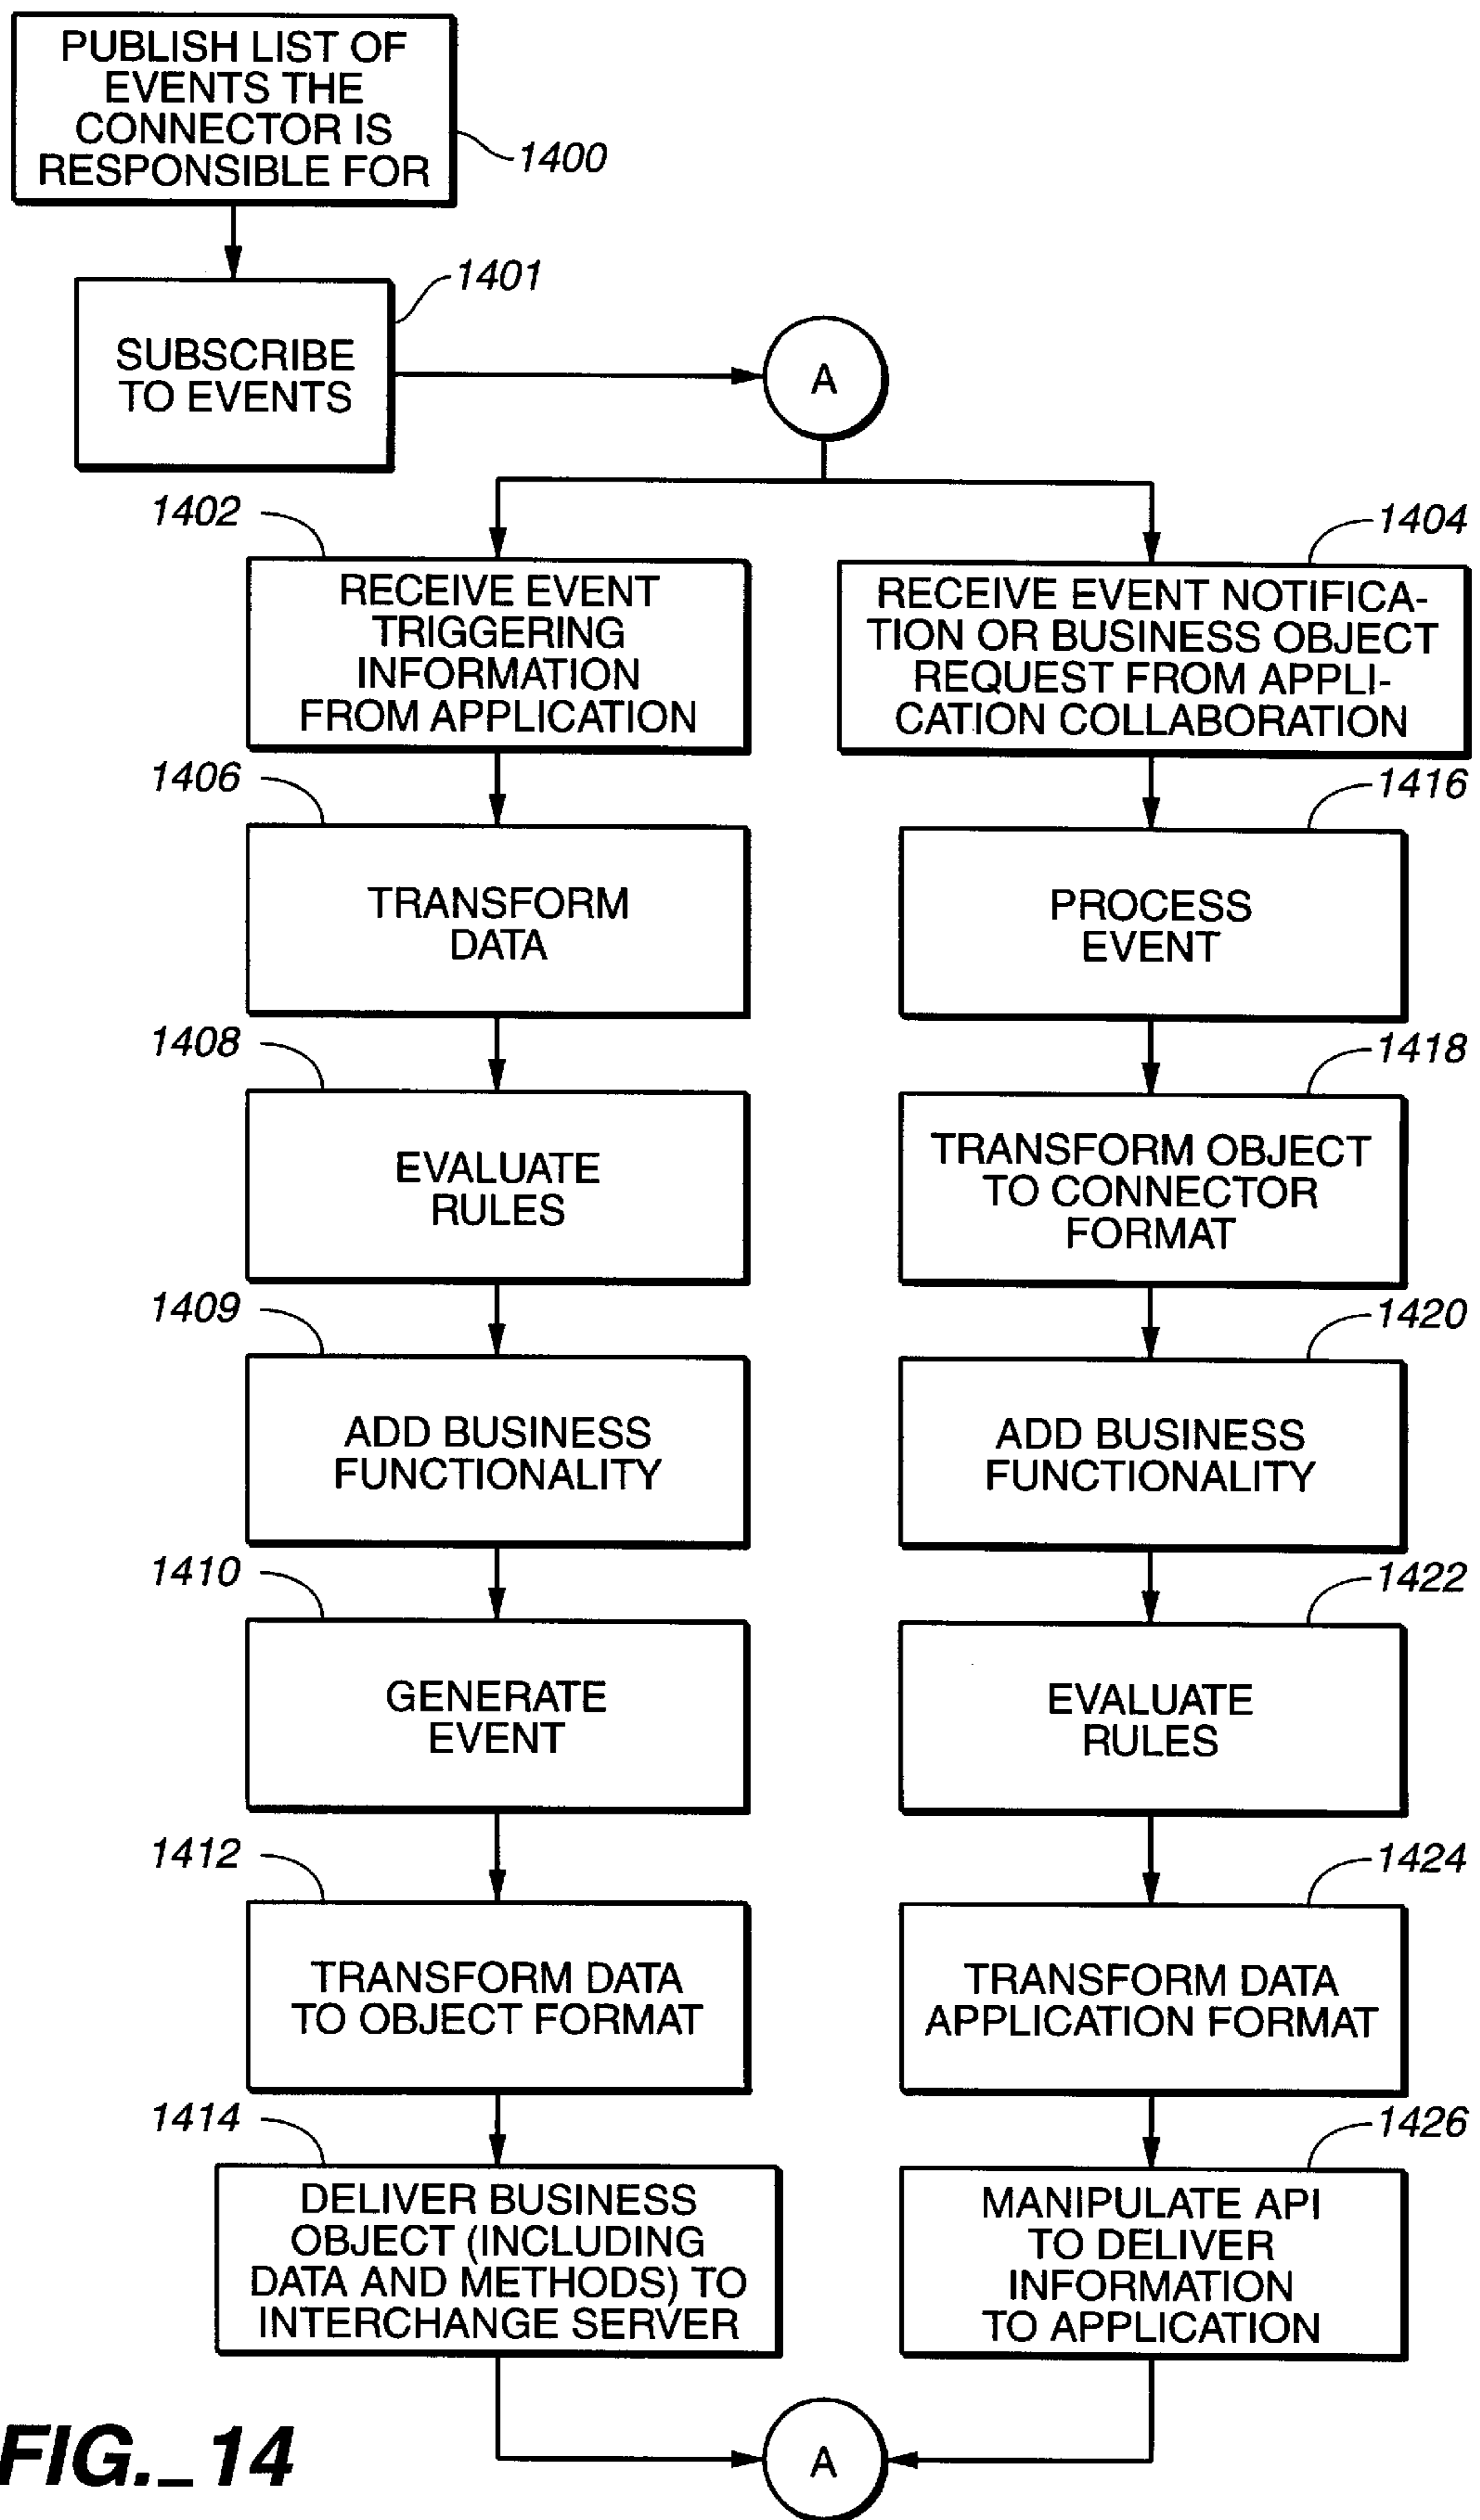 PUBLISH LIST OF
EVENTS THE
CONNECTOR IS
RESPONSIBLE FOR
1400
1401
SUBSCRIBE
TO EVENTS
A
1402
RECEIVE EVENT
TRIGGERING
INFORMATION
FROM APPLICATION
1404
RECEIVE EVENT NOTIFICA-
TION OR BUSINESS OBJECT
REQUEST FROM APPLI-
CATION COLLABORATION
1406
TRANSFORM
DATA
1416
PROCESS
EVENT
1408
EVALUATE
RULES
1418
TRANSFORM OBJECT
TO CONNECTOR
FORMAT
1409
ADD BUSINESS
FUNCTIONALITY
1420
ADD BUSINESS
FUNCTIONALITY
1410
GENERATE
EVENT
1422
EVALUATE
RULES
1412
TRANSFORM DATA
TO OBJECT FORMAT
1424
TRANSFORM DATA
APPLICATION FORMAT
1414
DELIVER BUSINESS
OBJECT (INCLUDING
DATA AND METHODS) TO
INTERCHANGE SERVER
1426
MANIPULATE API
TO DELIVER
INFORMATION
TO APPLICATION
A
FIG._14